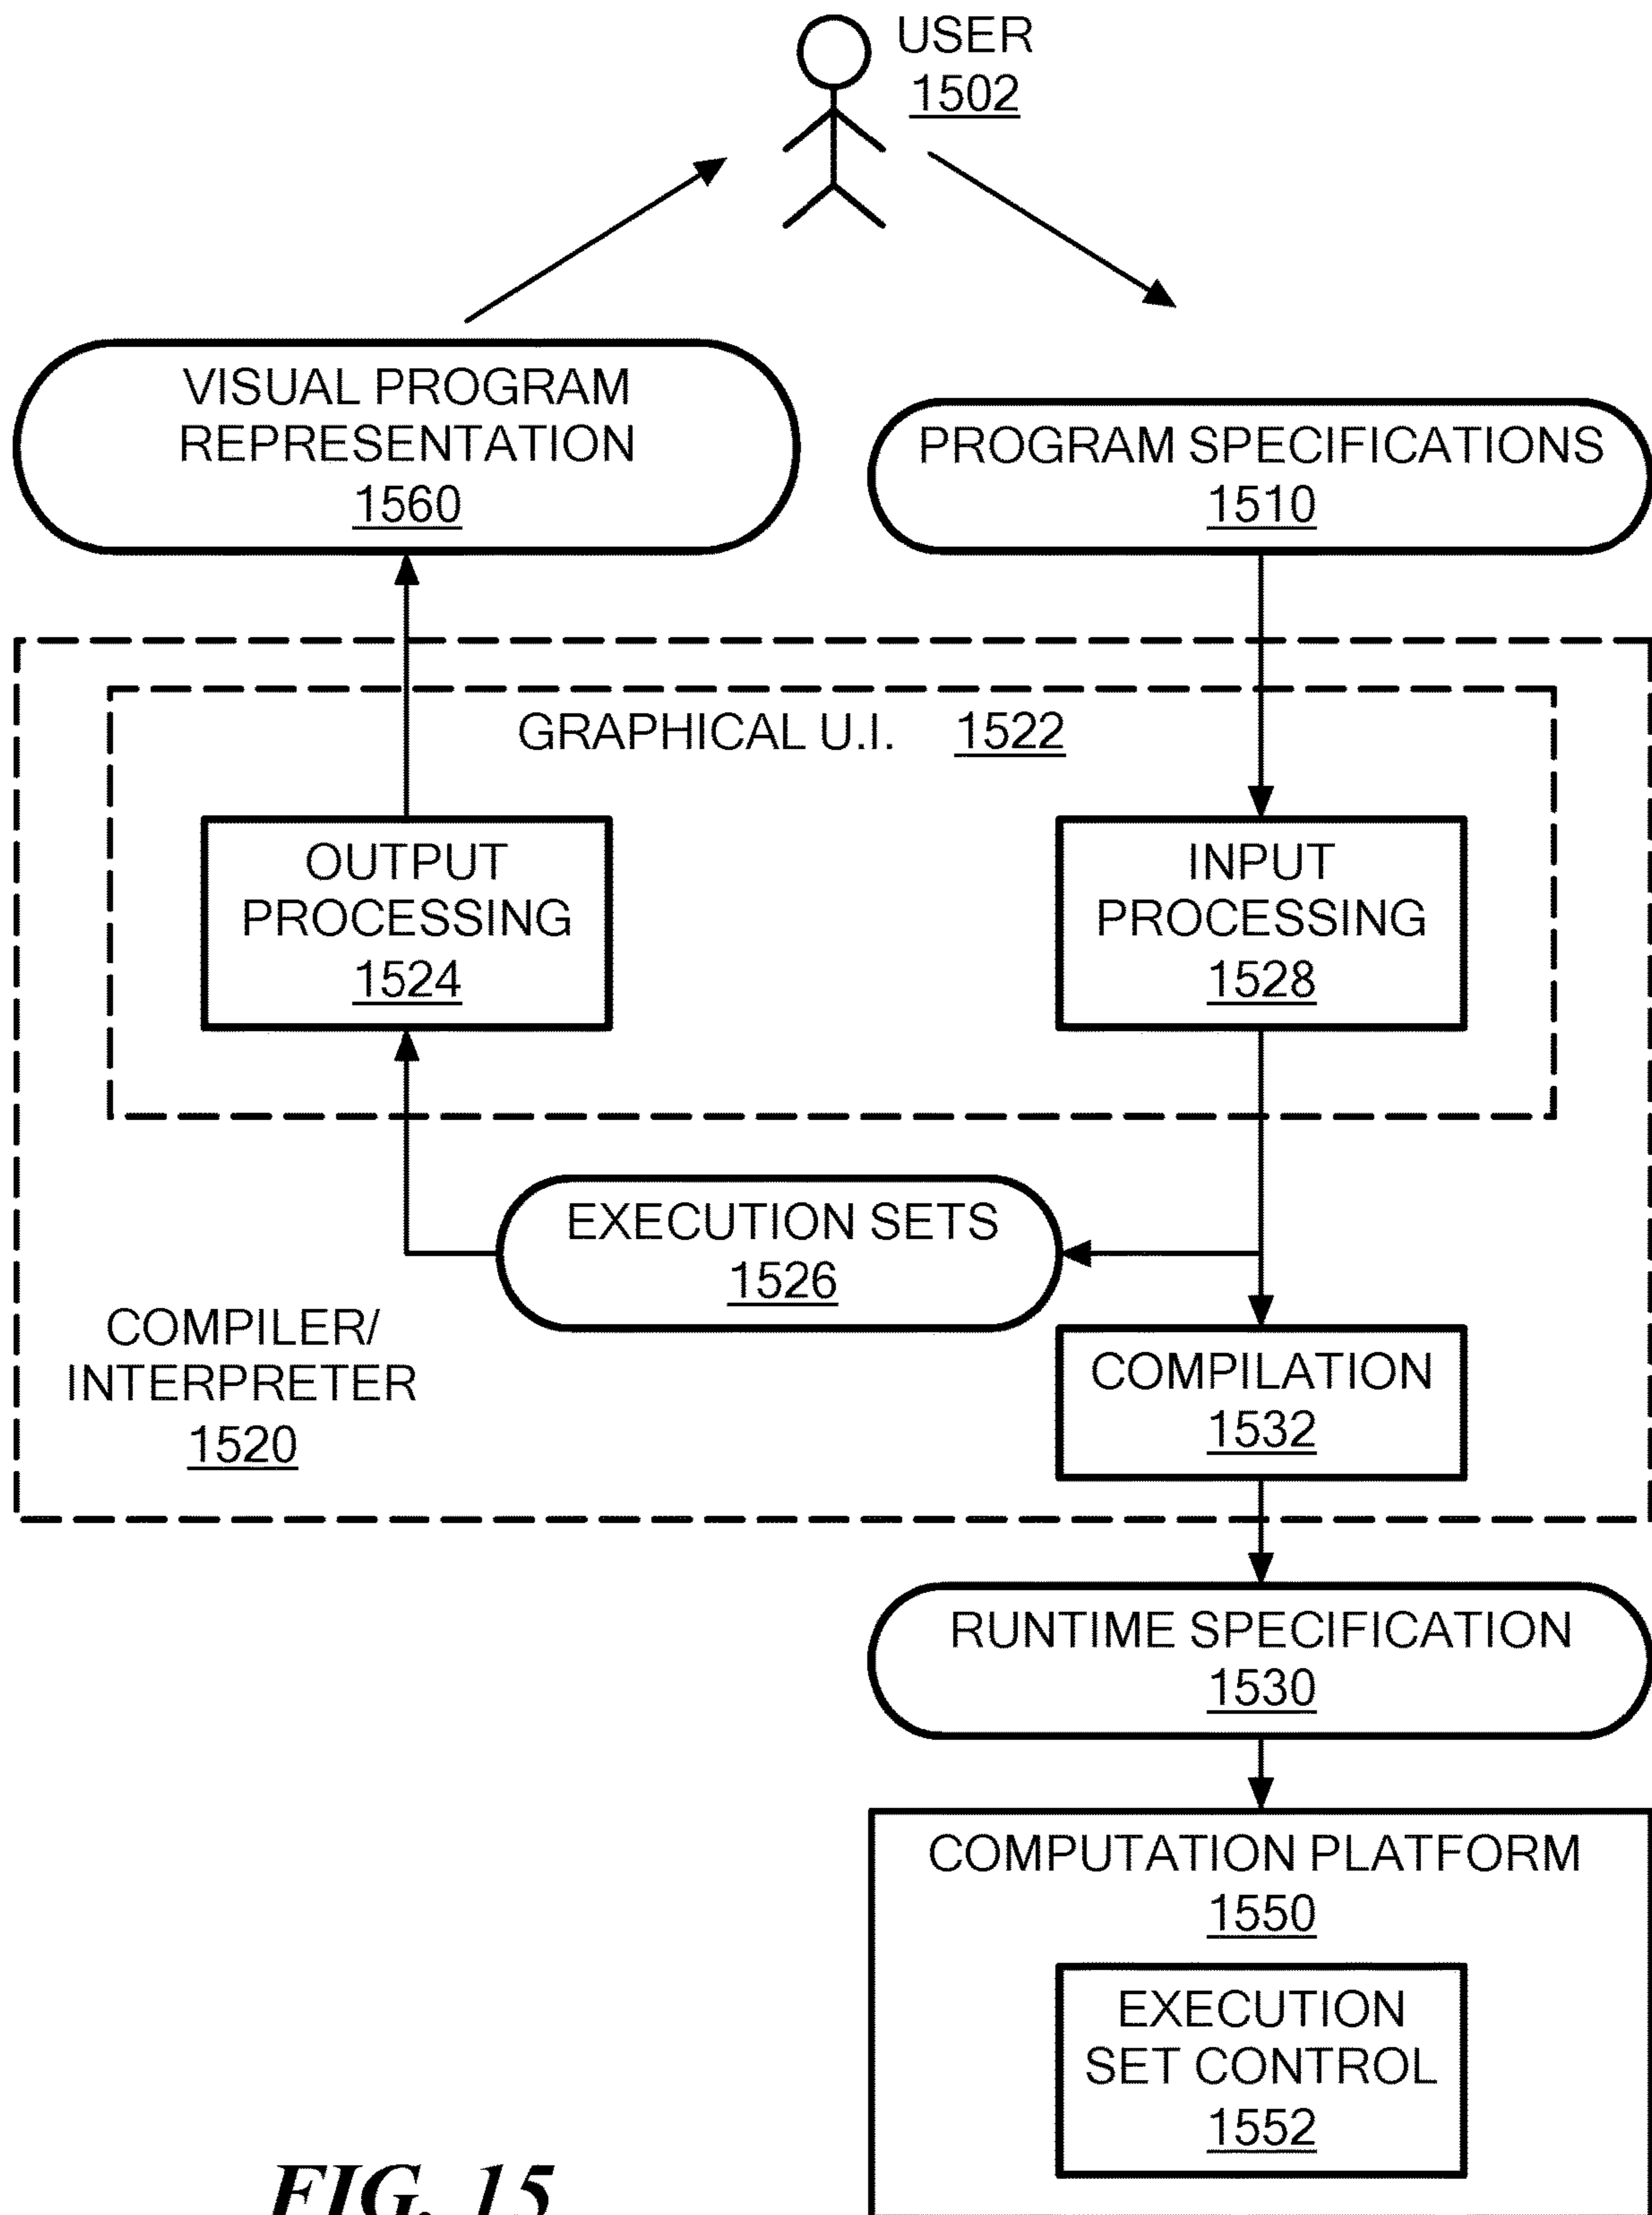 USER
1502
VISUAL PROGRAM
REPRESENTATION
1560
PROGRAM SPECIFICATIONS
1510
GRAPHICAL U.I. 1522
OUTPUT
PROCESSING
1524
INPUT
PROCESSING
1528
EXECUTION SETS
1526
COMPILER/
INTERPRETER
1520
COMPILATION
1532
RUNTIME SPECIFICATION
1530
COMPUTATION PLATFORM
1550
EXECUTION
SET CONTROL
1552
FIG. 15